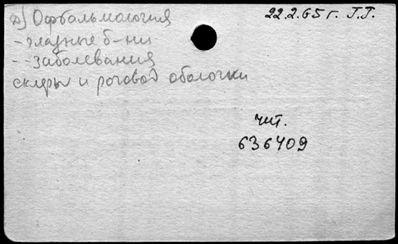 д) Офтальмология
22.2.65 г. Г.Г.
- глазные б-ни
-- заболевания
склеры и роговой оболочки
чит.
636409